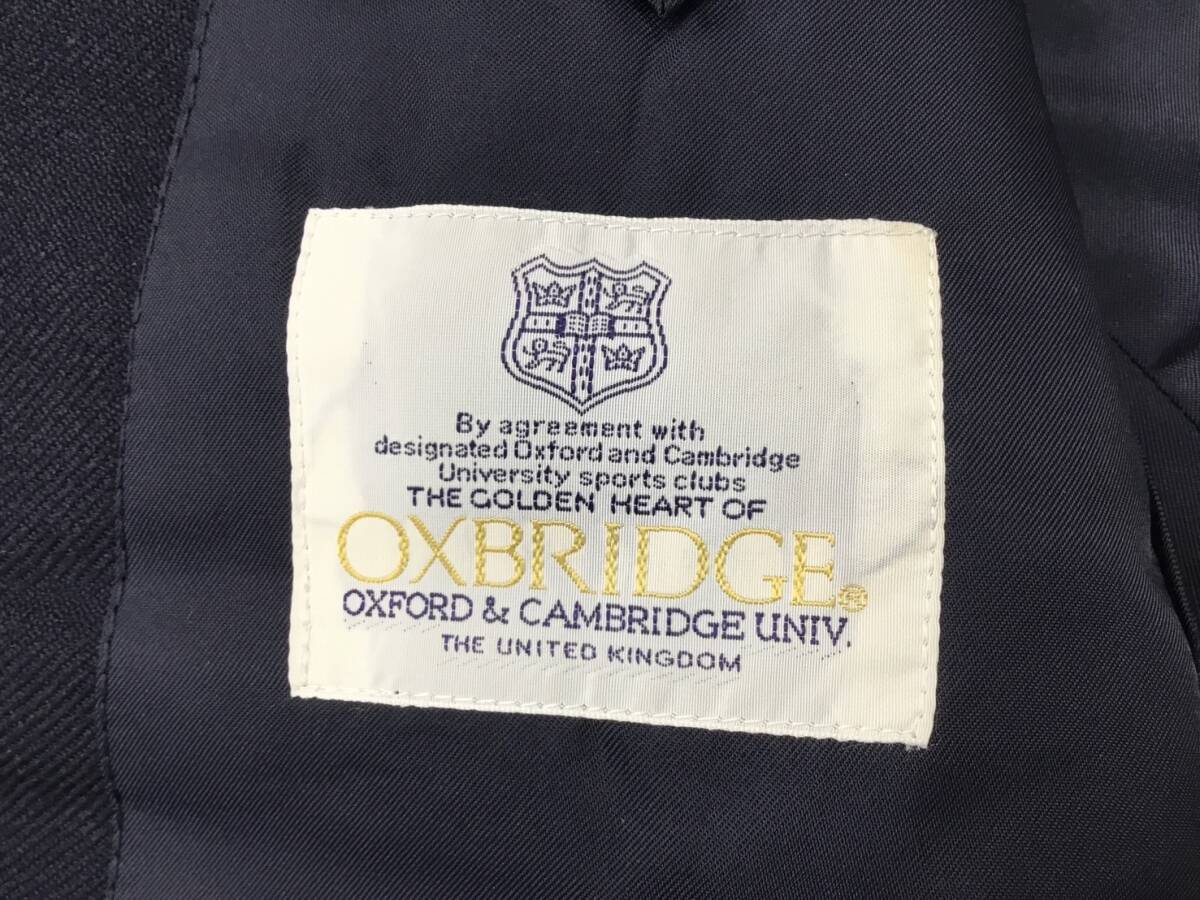 By agreement with
designated Oxford and Cambridge
University sports clubs
THE GOLDEN HEART OF
OXBRIDGE®
OXFORD & CAMBRIDGE UNIV.
THE UNITED KINGDOM